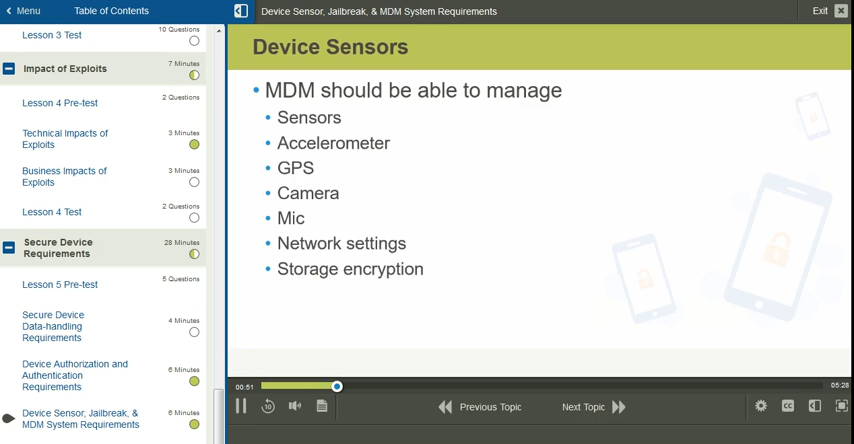 Menu
Table of Contents
Device Sensor, Jailbreak, & MDM System Requirements
Exit
Lesson 3 Test
10 Questions
Impact of Exploits
7 Minutes
Lesson 4 Pre-test
2 Questions
Technical Impacts of
Exploits
3 Minutes
Business Impacts of
Exploits
3 Minutes
Lesson 4 Test
2 Questions
Secure Device
Requirements
28 Minutes
Lesson 5 Pre-test
5 Questions
Secure Device
Data-handling
Requirements
4 Minutes
Device Authorization and
Authentication
Requirements
6 Minutes
Device Sensor, Jailbreak, &
MDM System Requirements
6 Minutes
Device Sensors
• MDM should be able to manage
• Sensors
• Accelerometer
• GPS
• Camera
• Mic
• Network settings
• Storage encryption
00:51
05:28
10
Previous Topic
Next Topic
CC